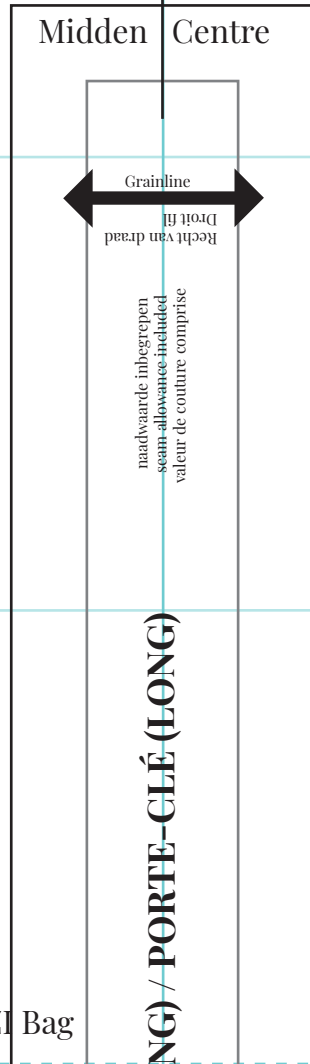 Midden Centre
Grainline
Droit fil
Recht van draad
naadwaarde inbegrepen
seam allowance included
valeur de couture comprise
NG) / PORTE-CLÉ (LONG)
Bag